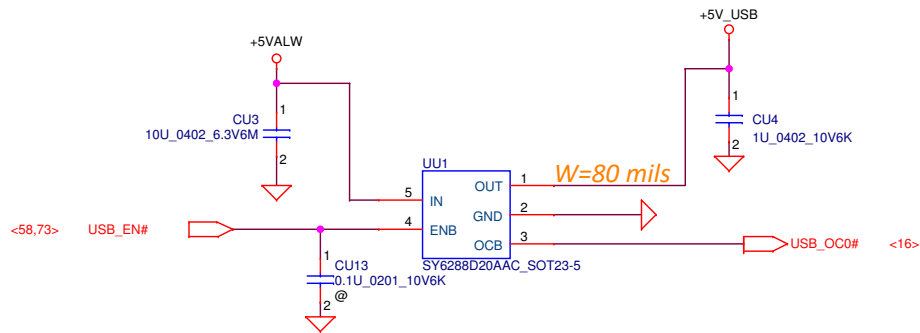 +5V_USB
+5VALW
1
CU3
10U_0402_6.3V6M
2
1
CU4
1U_0402_10V6K
2
UU1
W=80 mils
OUT 1
5 IN
GND 2
<58,73> USB_EN# 4 ENB
OCB 3 USB_OC0# <16>
SY6288D20AAC_SOT23-5
1
CU13
0.1U_0201_10V6K
@
2